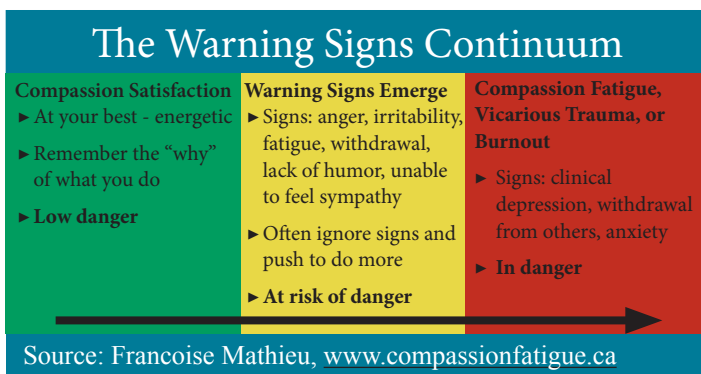 The Warning Signs Continuum
Compassion Satisfaction
▸ At your best - energetic
▸ Remember the “why”
of what you do
▸ Low danger
Warning Signs Emerge
▸ Signs: anger, irritability,
fatigue, withdrawal,
lack of humor, unable
to feel sympathy
▸ Often ignore signs and
push to do more
▸ At risk of danger
Compassion Fatigue,
Vicarious Trauma, or
Burnout
▸ Signs: clinical
depression, withdrawal
from others, anxiety
▸ In danger
Source: Francoise Mathieu, www.compassionfatigue.ca